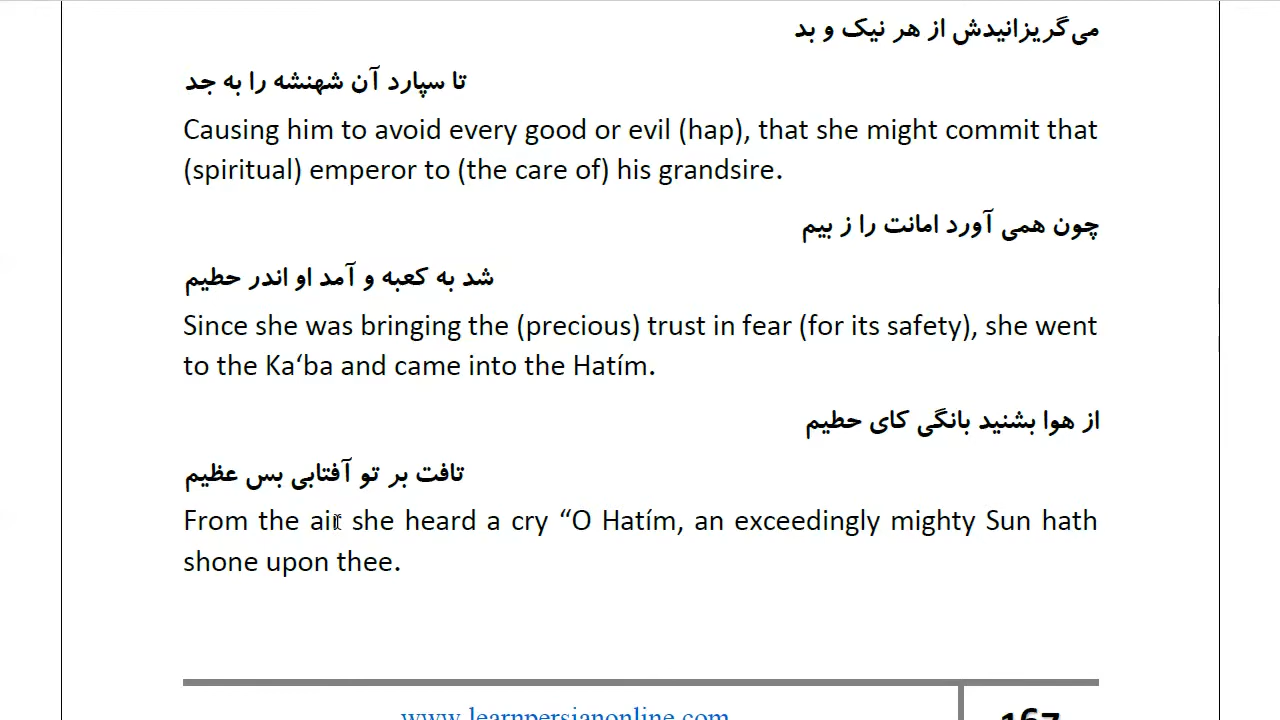 می‌گریزانیدش از هر نیک و بد
تا سپارد آن شهنشه را به جد
Causing him to avoid every good or evil (hap), that she might commit that
(spiritual) emperor to (the care of) his grandsire.
چون همی آورد امانت را ز بیم
شد به کعبه و آمد او اندر حطیم
Since she was bringing the (precious) trust in fear (for its safety), she went
to the Ka‘ba and came into the Hatím.
از هوا بشنید بانگی کای حطیم
تافت بر تو آفتابی بس عظیم
From the air she heard a cry “O Hatím, an exceedingly mighty Sun hath
shone upon thee.
www.learnpersianonline.com
167